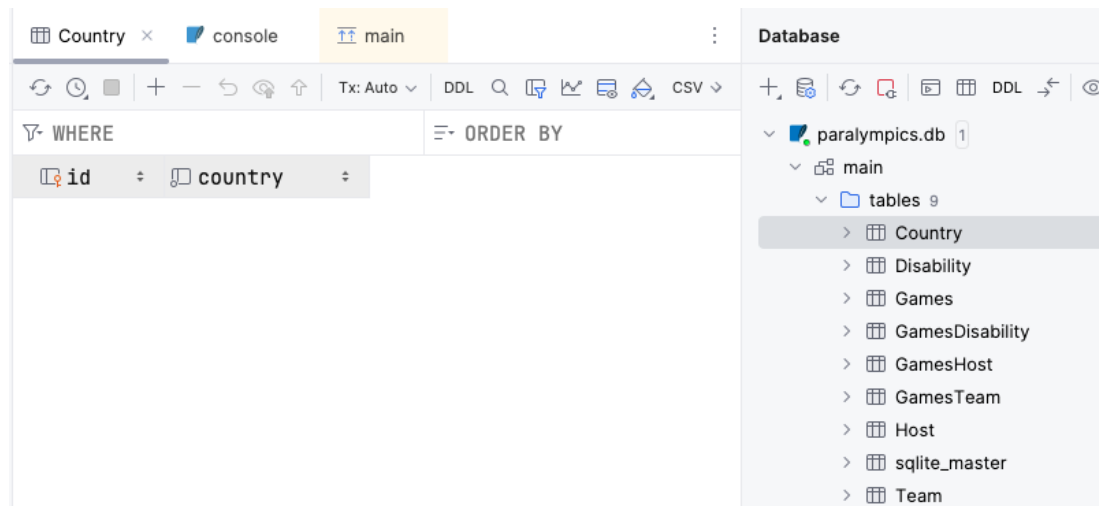 Country console main
Tx: Auto DDL CSV
WHERE ORDER BY
id country
Database
DDL
paralympics.db 1
main
tables 9
Country
Disability
Games
GamesDisability
GamesHost
GamesTeam
Host
sqlite_master
Team